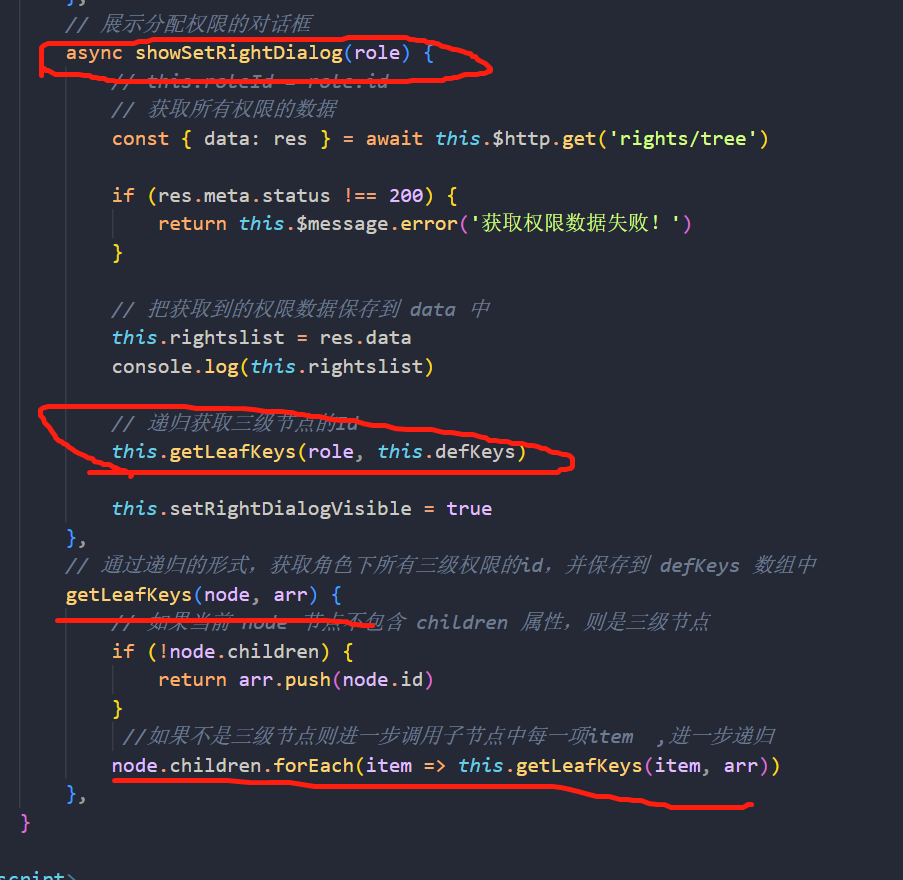 },
// 展示分配权限的对话框
async showSetRightDialog(role) {
// this.roleId = role.id
// 获取所有权限的数据
const { data: res } = await this.$http.get('rights/tree')
if (res.meta.status !== 200) {
return this.$message.error('获取权限数据失败！')
}
// 把获取到的权限数据保存到 data 中
this.rightslist = res.data
console.log(this.rightslist)
// 递归获取三级节点的Id
this.getLeafKeys(role, this.defKeys)
this.setRightDialogVisible = true
},
// 通过递归的形式，获取角色下所有三级权限的id，并保存到 defKeys 数组中
getLeafKeys(node, arr) {
// 如果当前 node 节点不包含 children 属性，则是三级节点
if (!node.children) {
return arr.push(node.id)
}
//如果不是三级节点则进一步调用子节点中每一项item ,进一步递归
node.children.forEach(item => this.getLeafKeys(item, arr))
},
}
script>